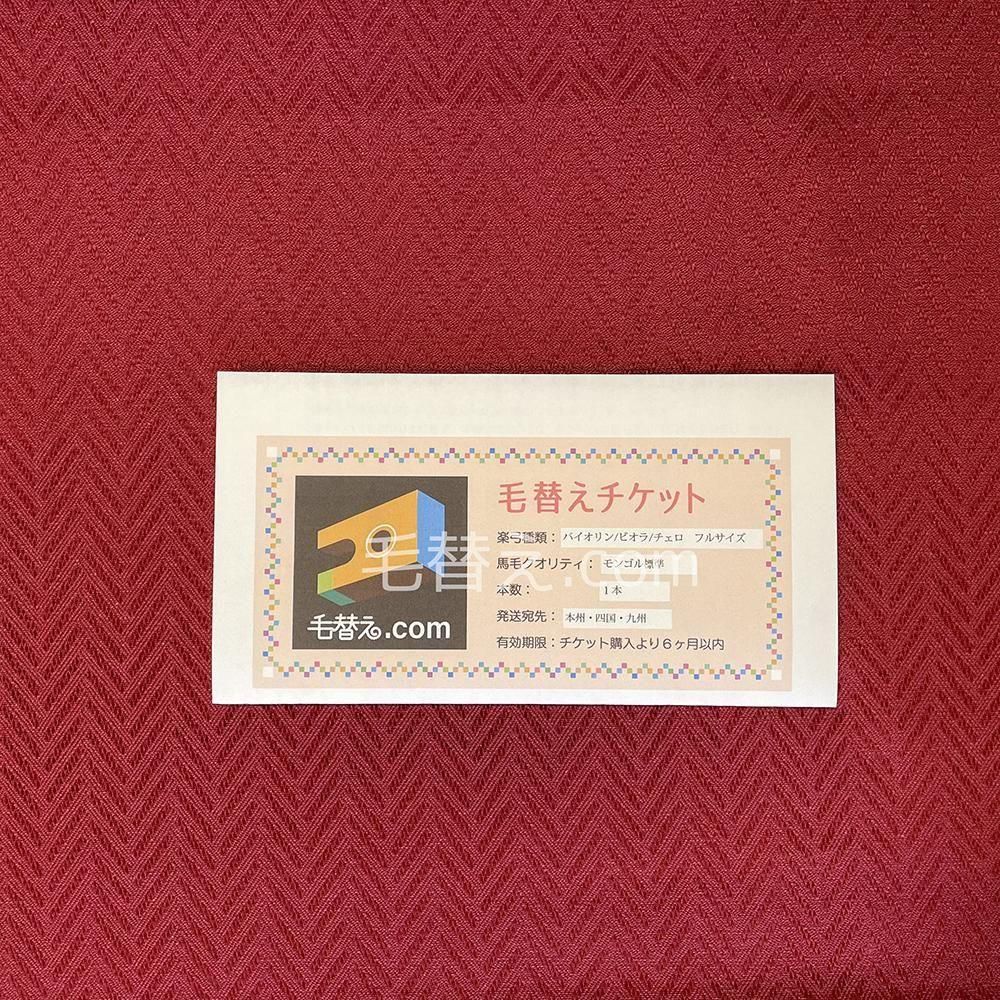 毛替えチケット
楽弓種類：バイオリン/ビオラ/チェロ　フルサイズ
馬毛クオリティ：モンゴル標準
本数：1本
発送宛先：本州・四国・九州
有効期限：チケット購入より６ヶ月以内
毛替え.com
毛替え.com